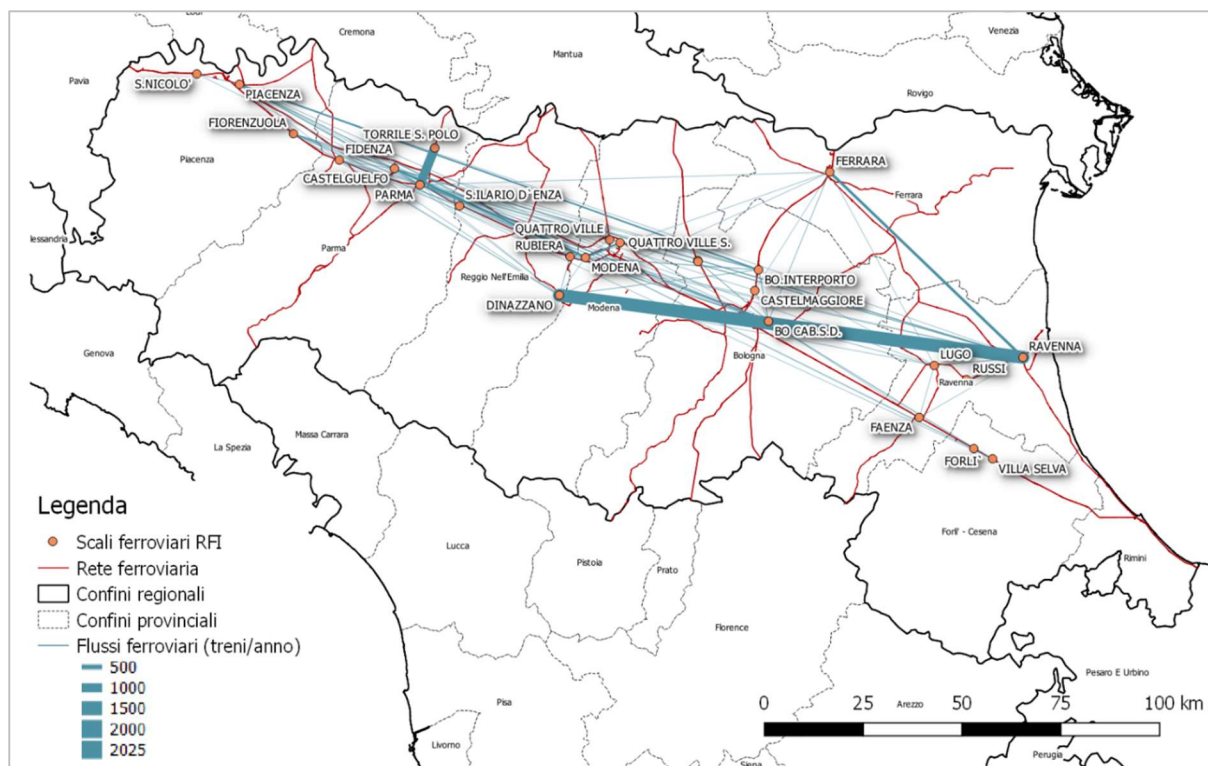 Lodi
Cremona
Mantua
Venezia
Pavia
Rovigo
S.NICOLO'
PIACENZA
FIORENZUOLA
TORRILE S. POLO
FIDENZA
Piacenza
CASTELGUELFO
FERRARA
PARMA
S.ILARIO D`ENZA
Ferrara
lessandria
Parma
QUATTRO VILLE
QUATTRO VILLE S.
RUBIERA
MODENA
Reggio Nell'Emilia
BO.INTERPORTO
DINAZZANO
CASTELMAGGIORE
Modena
BO CAB.S.D.
RAVENNA
Genova
Bologna
LUGO
RUSSI
Ravenna
FAENZA
Massa Carrara
La Spezia
FORLI'
VILLA SELVA
Legenda
Scali ferroviari RFI
Rete ferroviaria
Confini regionali
Confini provinciali
Flussi ferroviari (treni/anno)
500
1000
1500
2000
2025
Lucca
Pistoia
Prato
Forlì' - Cesena
Rimini
Florence
Pesaro E Urbino
Pisa
Arezzo
0 25 50 75 100 km
Livorno
Siena
Perugia